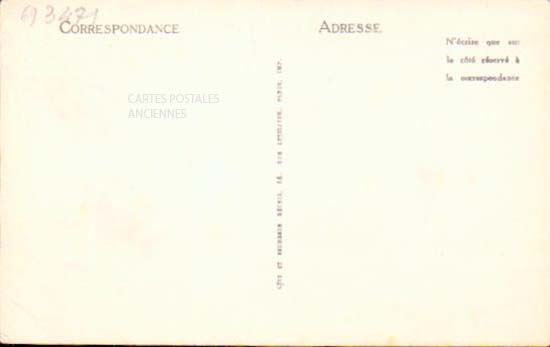 93471
CORRESPONDANCE
ADRESSE
N'écrire que sur
le côté réservé à
la correspondance
CARTES POSTALES
ANCIENNES